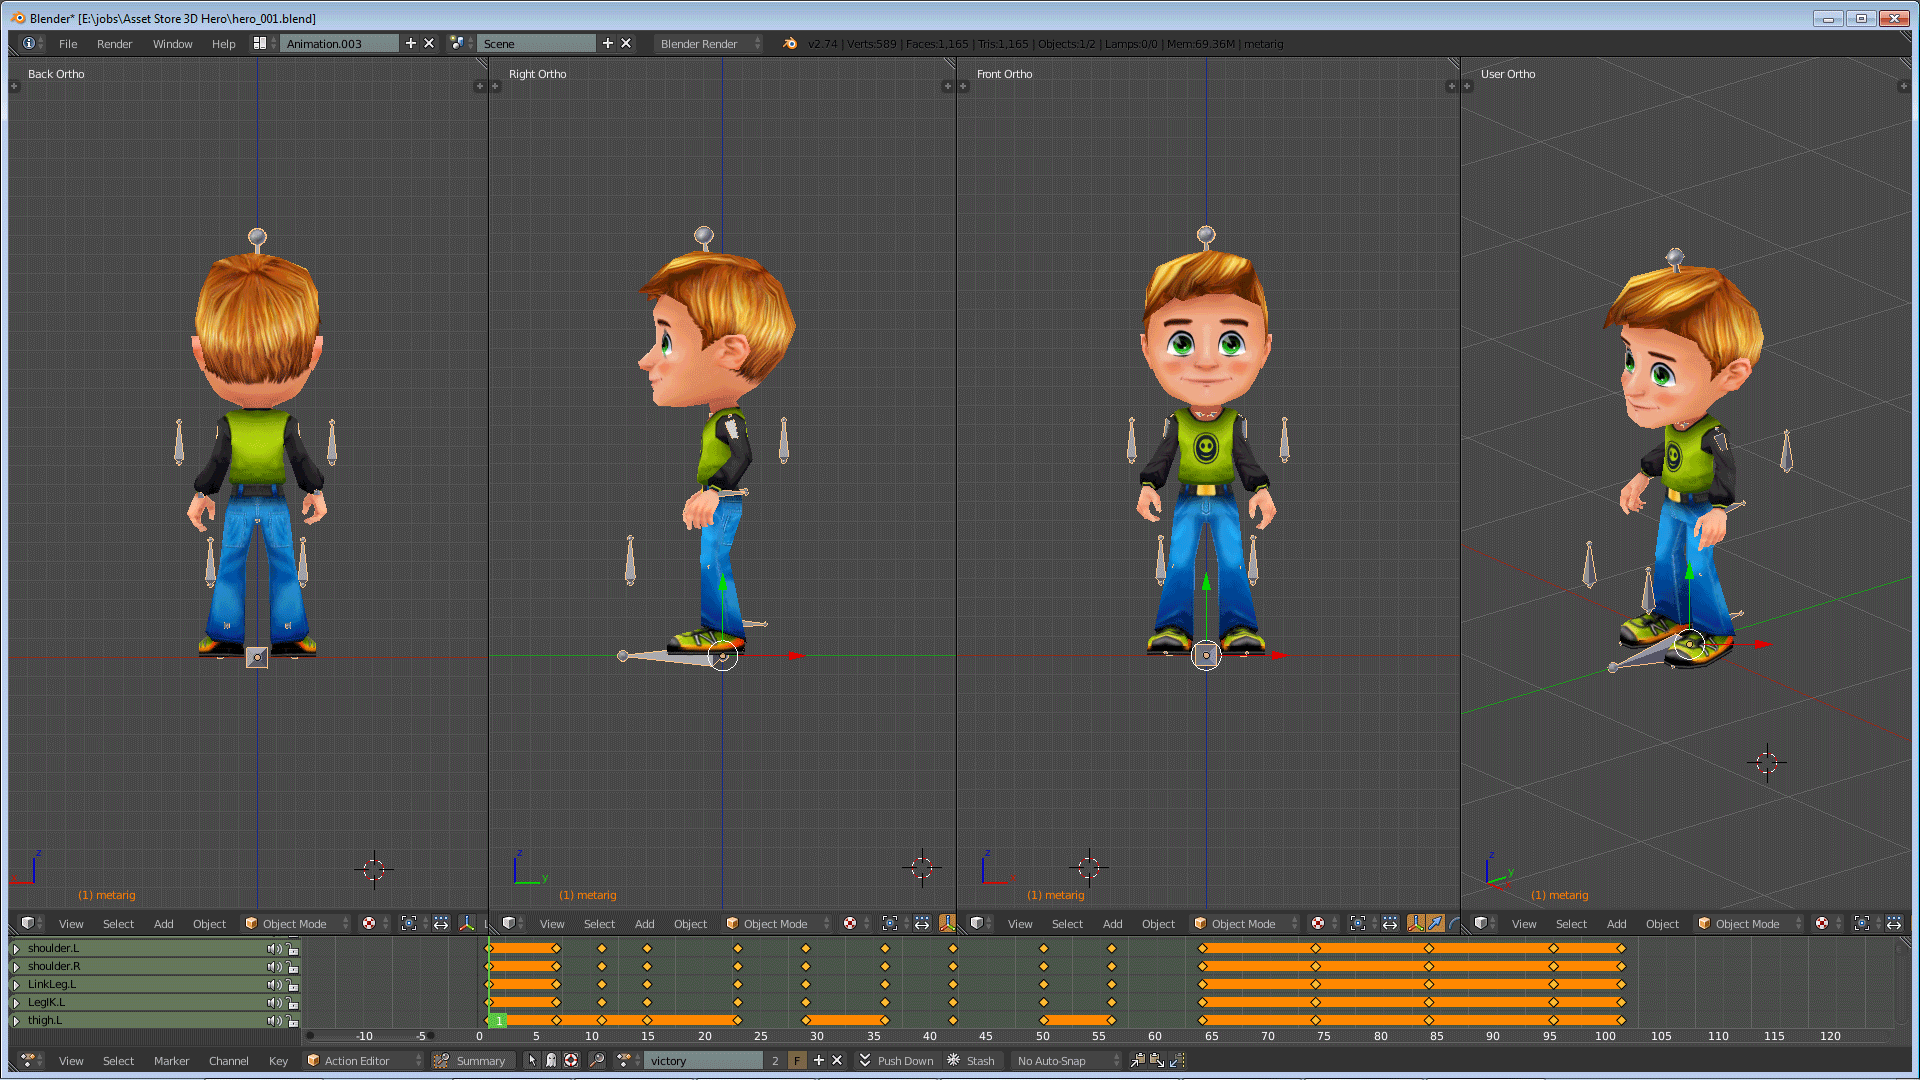 Blender* [E:\jobs\Asset Store 3D Hero\hero_001.blend]
File Render Window Help Animation.003 Scene Blender Render v2.74 | Verts:589 | Faces:1,165 | Tris:1,165 | Objects:1/2 | Lamps:0/0 | Mem:69.36M | metarig
Back Ortho Right Ortho Front Ortho User Ortho
z z y z x z y
(1) metarig (1) metarig (1) metarig (1) metarig
View Select Add Object Object Mode View Select Add Object Object Mode View Select Add Object Object Mode View Select Add Object Object Mode
shoulder.L
shoulder.R
LinkLeg.L
LegIK.L
thigh.L 1
-10 -5 0 5 10 15 20 25 30 35 40 45 50 55 60 65 70 75 80 85 90 95 100 105 110 115 120
View Select Marker Channel Key Action Editor Summary victory 2 F Push Down Stash No Auto-Snap